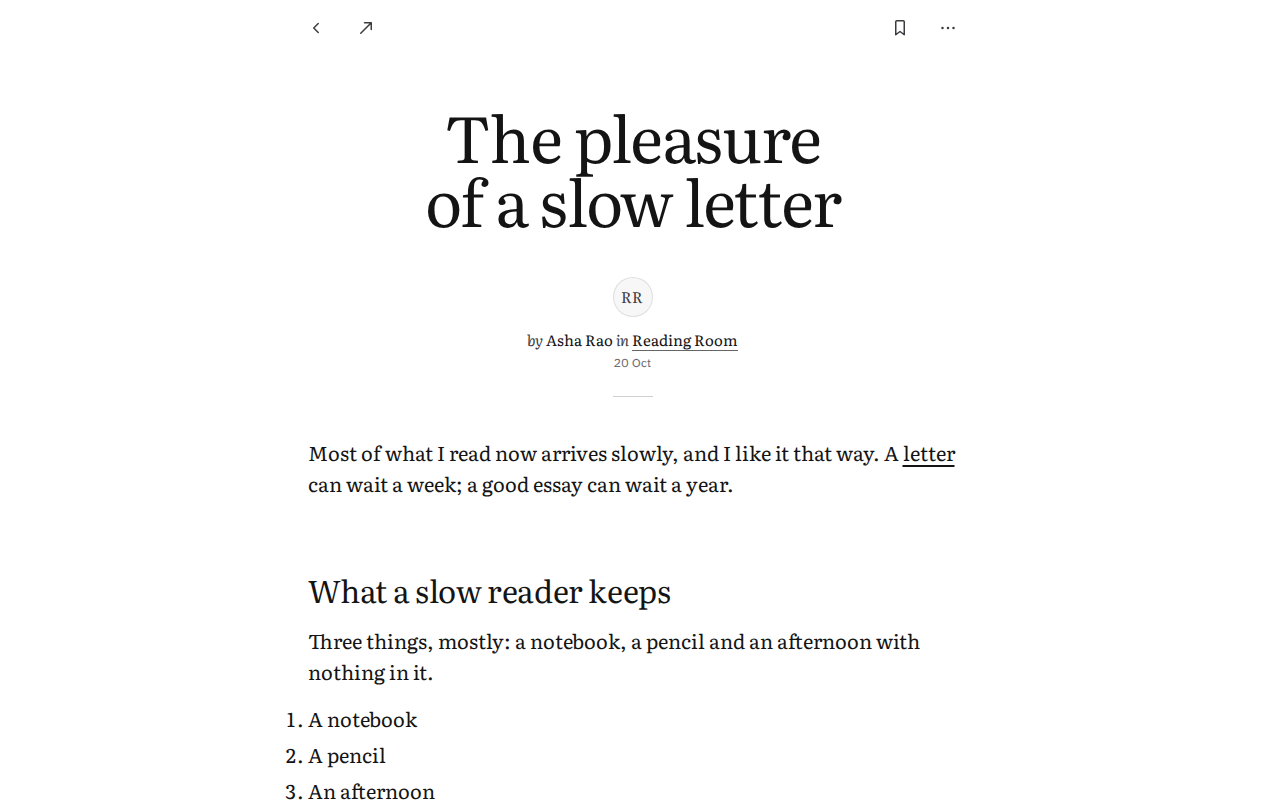 The pleasure
of a slow letter
RR
by Asha Rao in Reading Room
20 Oct
Most of what I read now arrives slowly, and I like it that way. A letter
can wait a week; a good essay can wait a year.
What a slow reader keeps
Three things, mostly: a notebook, a pencil and an afternoon with
nothing in it.
1. A notebook
2. A pencil
3. An afternoon